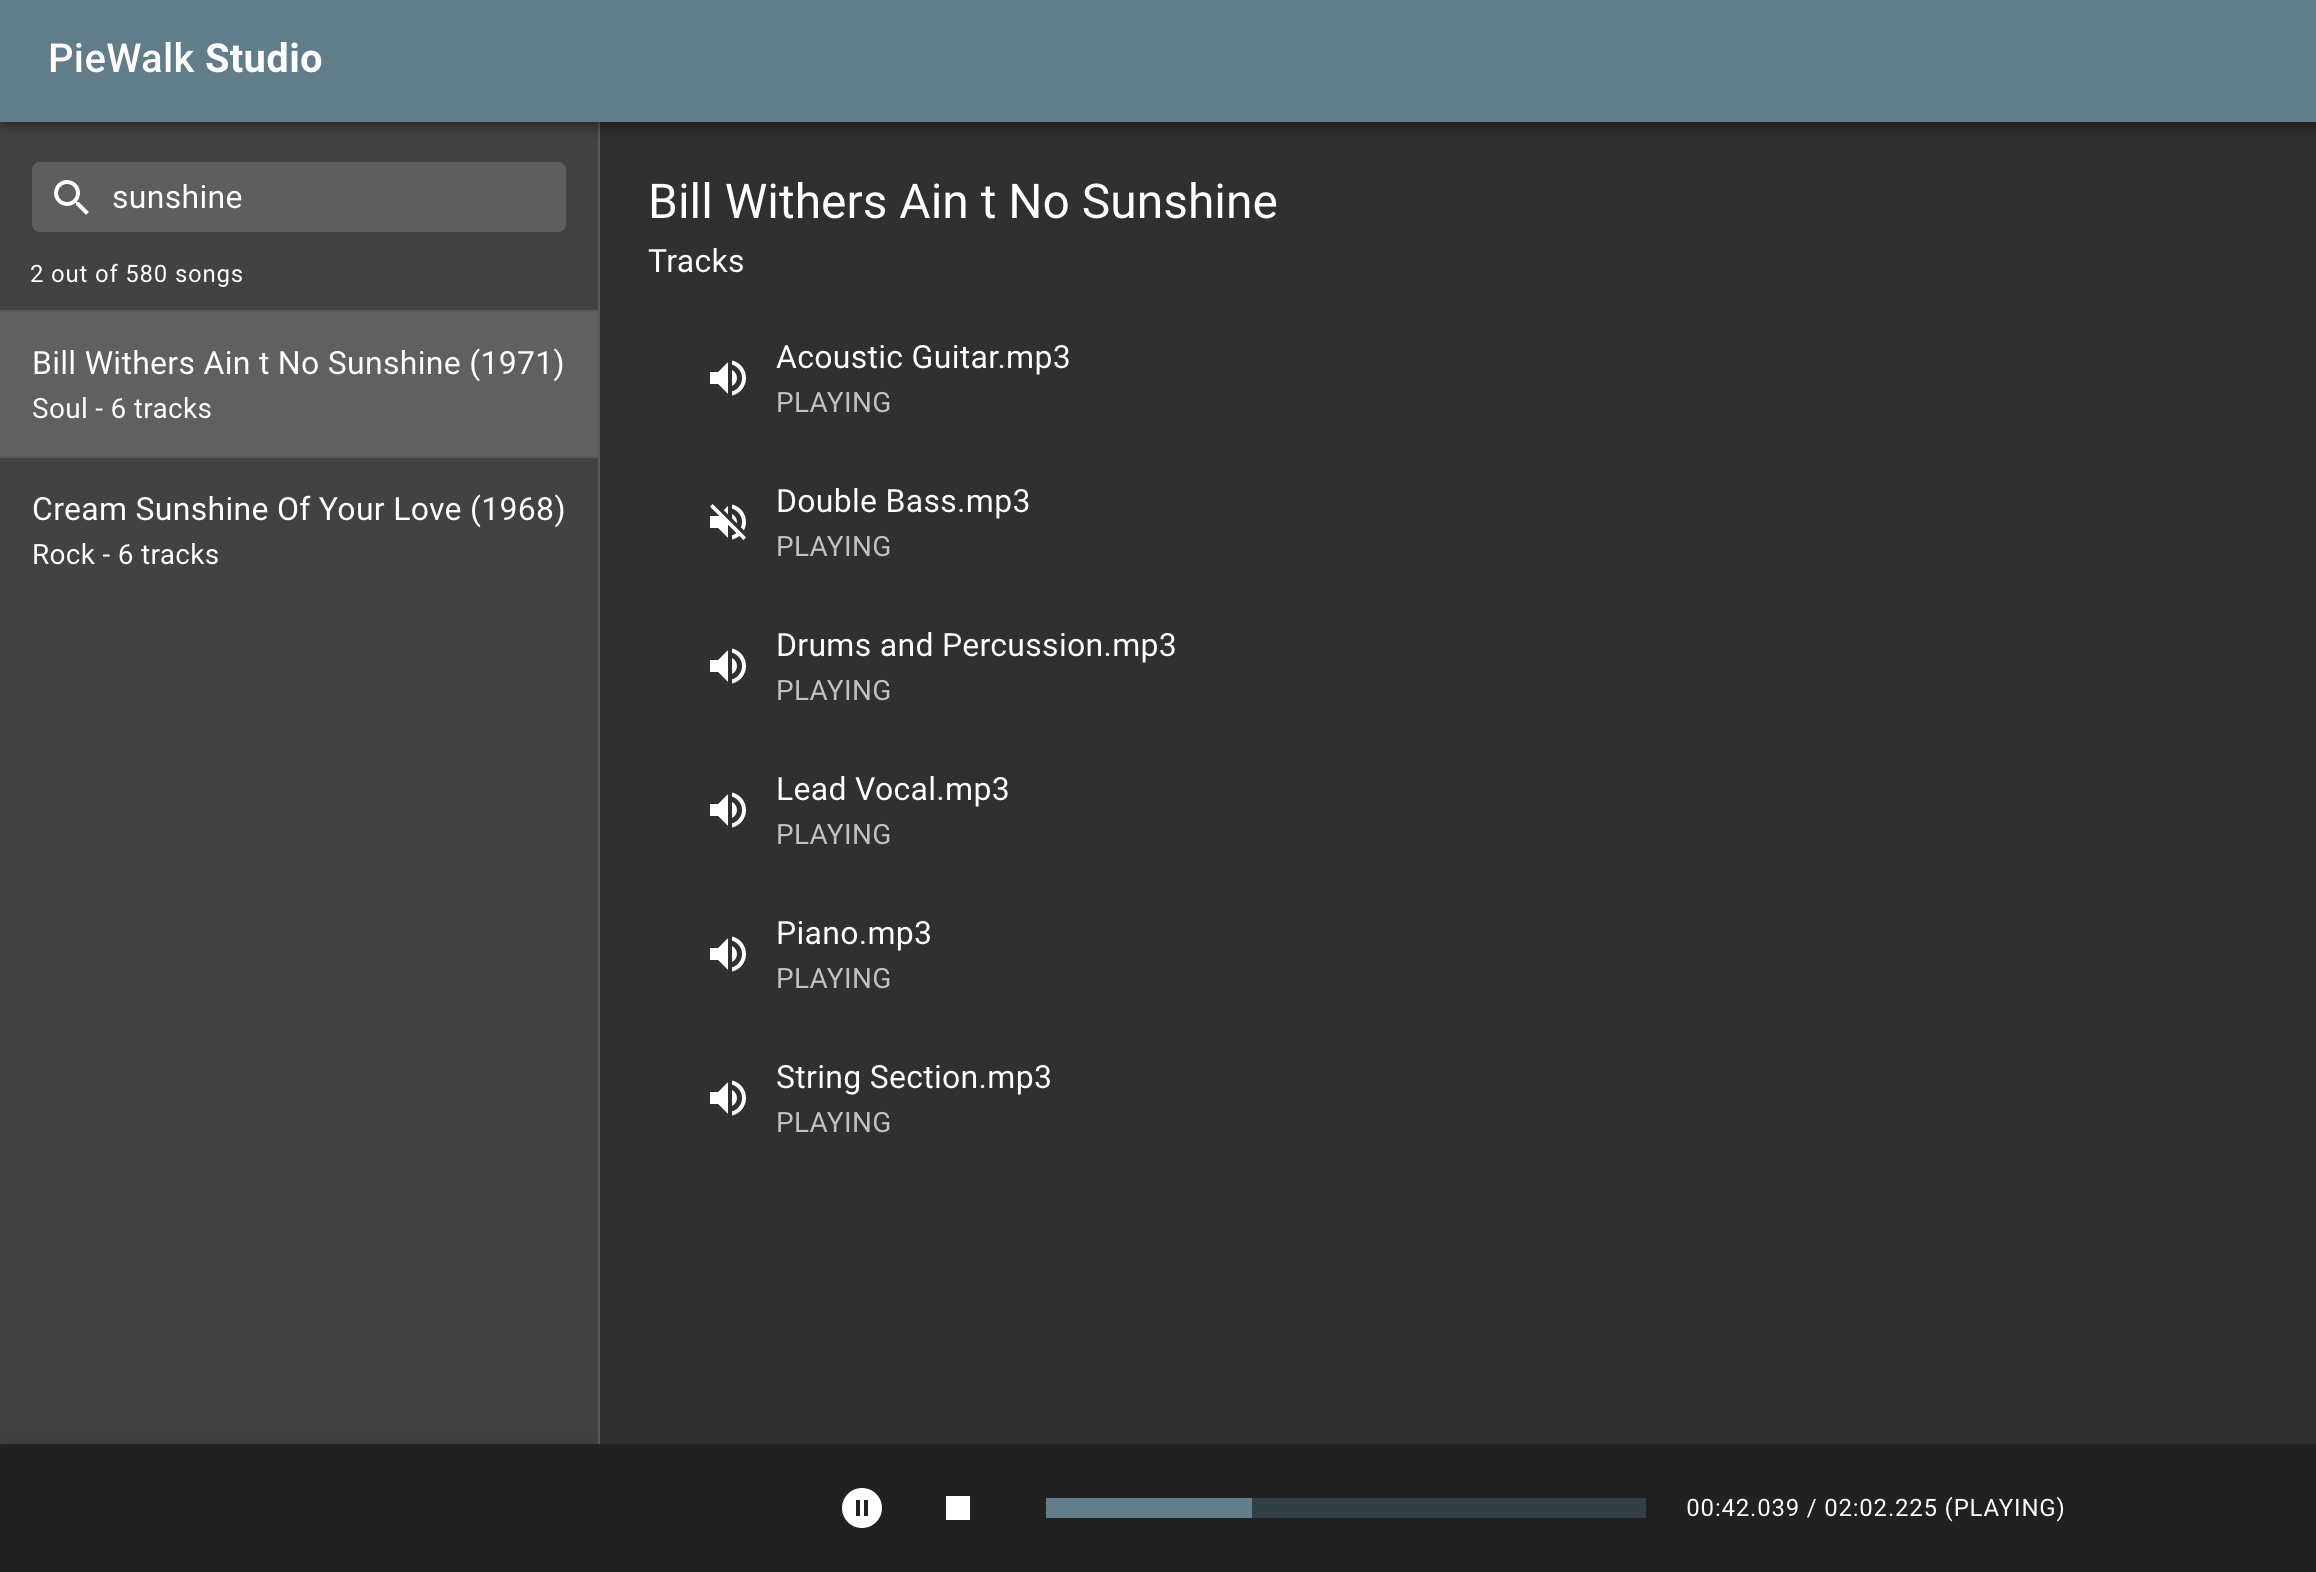 PieWalk Studio
sunshine
2 out of 580 songs
Bill Withers Ain t No Sunshine (1971)
Soul - 6 tracks
Cream Sunshine Of Your Love (1968)
Rock - 6 tracks
Bill Withers Ain t No Sunshine
Tracks
Acoustic Guitar.mp3
PLAYING
Double Bass.mp3
PLAYING
Drums and Percussion.mp3
PLAYING
Lead Vocal.mp3
PLAYING
Piano.mp3
PLAYING
String Section.mp3
PLAYING
00:42.039 / 02:02.225 (PLAYING)